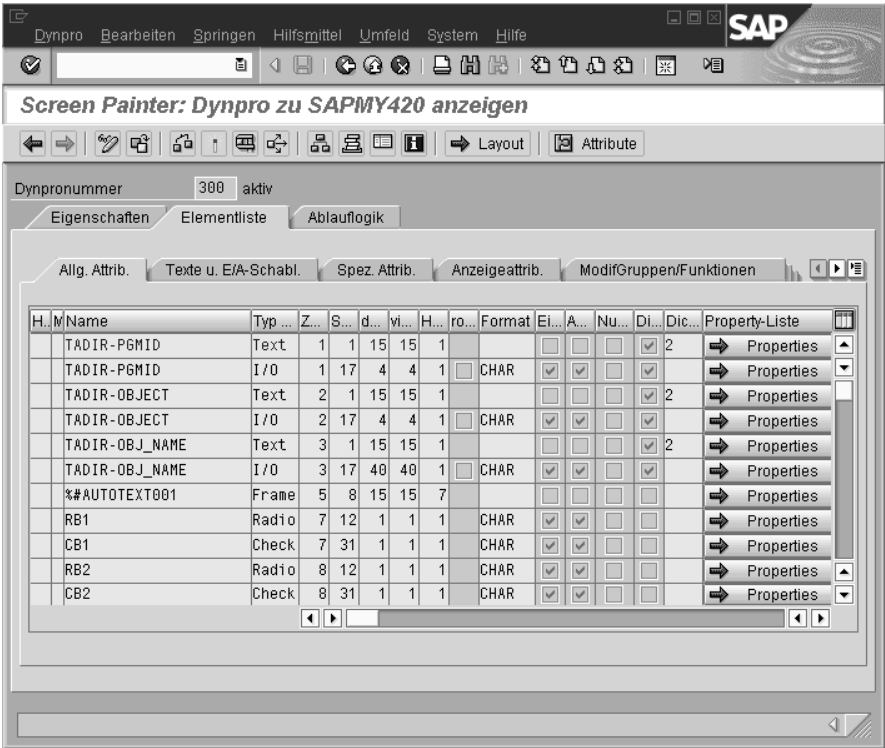 Dynpro Bearbeiten Springen Hilfsmittel Umfeld System Hilfe
SAP
Screen Painter: Dynpro zu SAPMY420 anzeigen
Layout Attribute
Dynpronummer 300 aktiv
Eigenschaften Elementliste Ablauflogik
Allg. Attrib. Texte u. E/A-Schabl. Spez. Attrib. Anzeigeattrib. ModifGruppen/Funktionen
H.. M Name Typ ... Z... S... d... vi... H... ro... Format Ei... A... Nu... Di... Dic... Property-Liste
TADIR-PGMID Text 1 1 15 15 1 2 Properties
TADIR-PGMID I/O 1 17 4 4 1 CHAR Properties
TADIR-OBJECT Text 2 1 15 15 1 2 Properties
TADIR-OBJECT I/O 2 17 4 4 1 CHAR Properties
TADIR-OBJ_NAME Text 3 1 15 15 1 2 Properties
TADIR-OBJ_NAME I/O 3 17 40 40 1 CHAR Properties
%#AUTOTEXT001 Frame 5 8 15 15 7 Properties
RB1 Radio 7 12 1 1 1 CHAR Properties
CB1 Check 7 31 1 1 1 CHAR Properties
RB2 Radio 8 12 1 1 1 CHAR Properties
CB2 Check 8 31 1 1 1 CHAR Properties